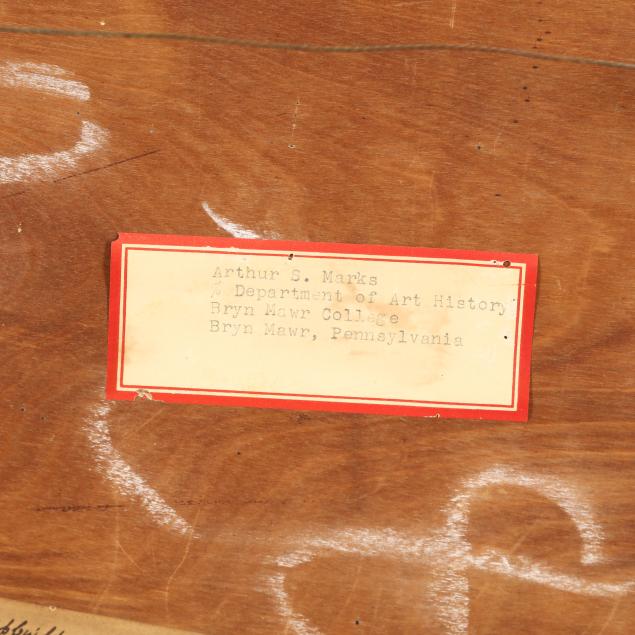 Arthur S. Marks
% Department of Art History
Bryn Mawr College
Bryn Mawr, Pennsylvania